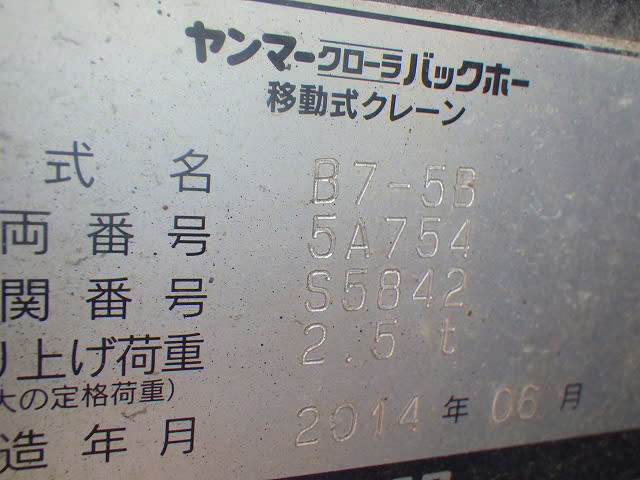 ヤンマークローラバックホー
移動式クレーン
式 名 B7-5B
両 番 号 5A754
関 番 号 S5842
り上げ荷重 2.5 t
大の定格荷重)
造 年 月 2014 年 06 月